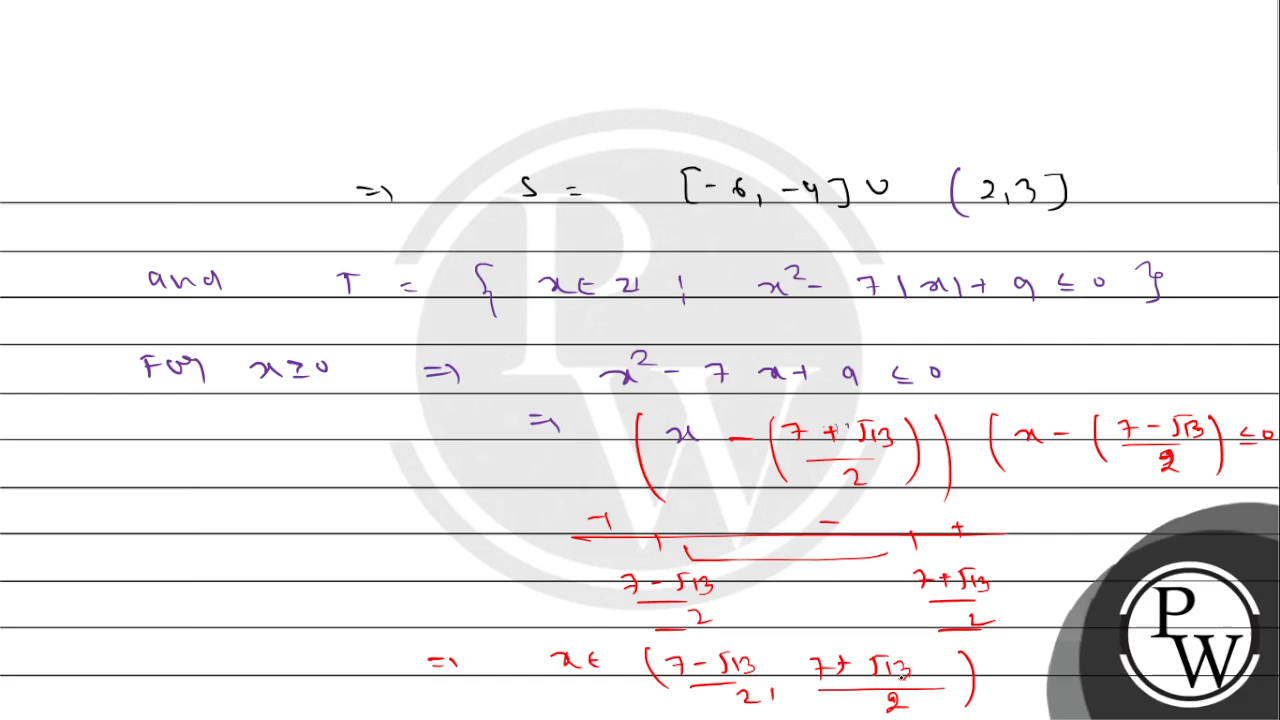 ⇒ S = [-6, -4] ∪ (2, 3]
and T = { x ∈ Z ; x² - 7|x| + 9 ≤ 0 }
For x ≥ 0 ⇒ x² - 7x + 9 ≤ 0
⇒ (x - ((7 + √13)/2)) (x - ((7 - √13)/2) ≤ 0
+ - +
(7 - √13)/2 (7 + √13)/2
⇒ x ∈ ((7 - √13)/2, (7 + √13)/2)
P
W
P
W